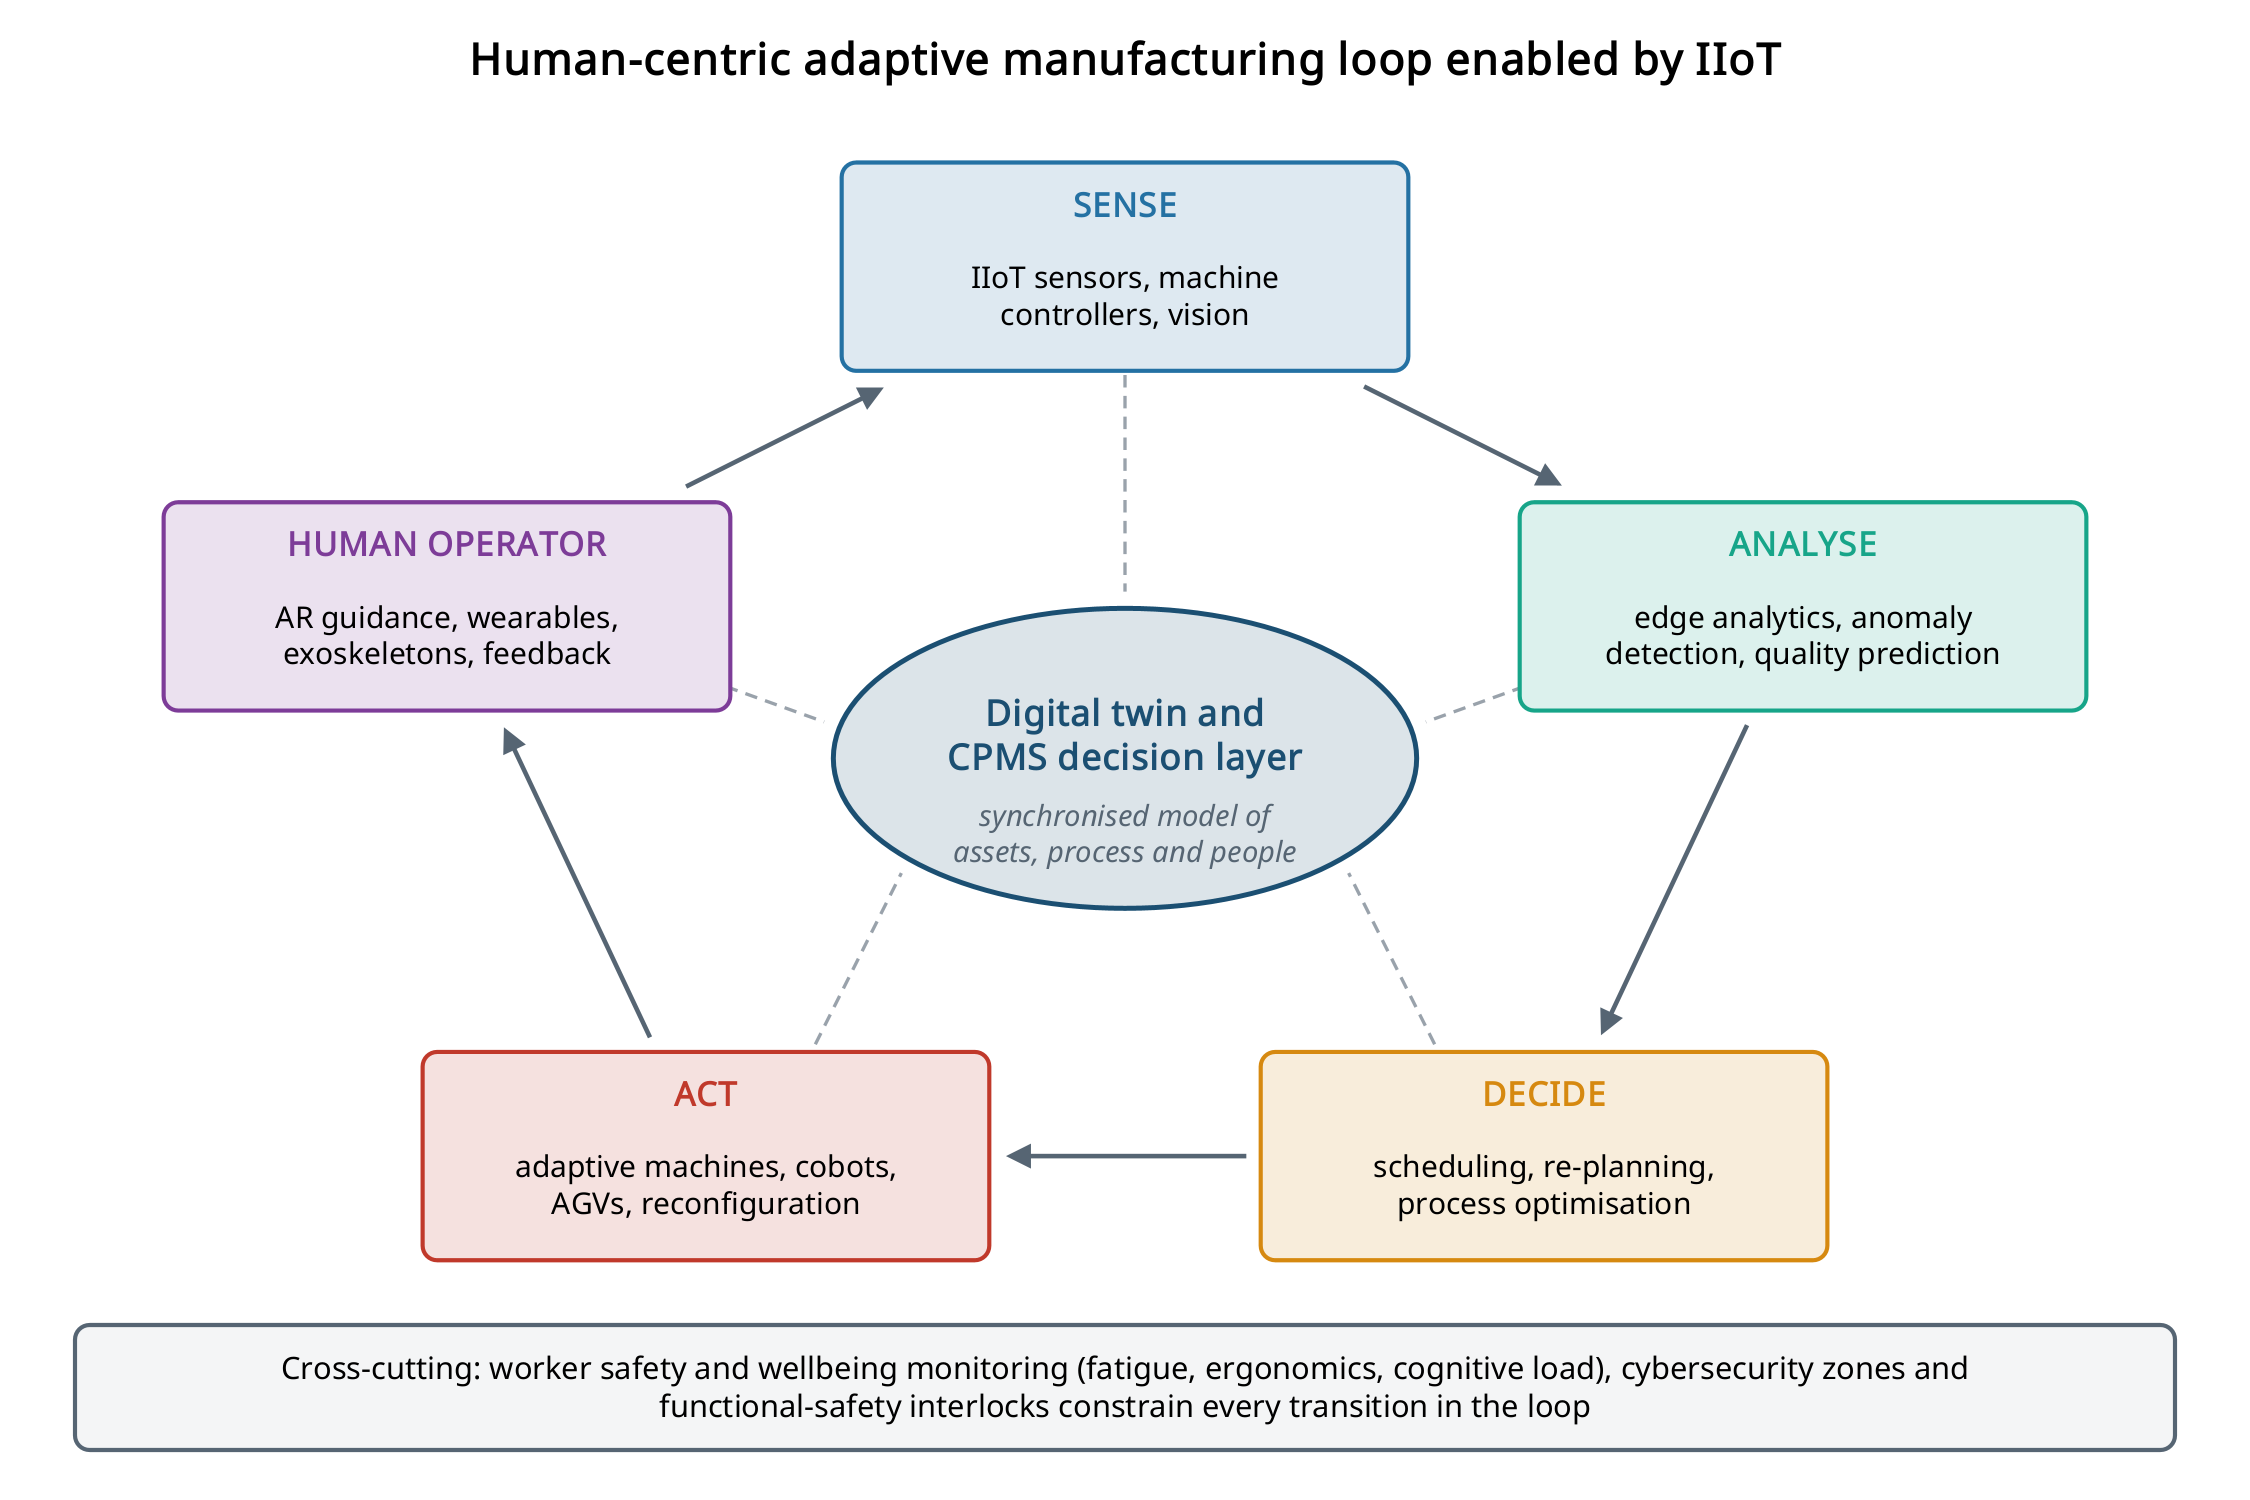 Human-centric adaptive manufacturing loop enabled by IIoT
SENSE
IIoT sensors, machine
controllers, vision
HUMAN OPERATOR
AR guidance, wearables,
exoskeletons, feedback
ANALYSE
edge analytics, anomaly
detection, quality prediction
Digital twin and
CPMS decision layer
synchronised model of
assets, process and people
ACT
adaptive machines, cobots,
AGVs, reconfiguration
DECIDE
scheduling, re-planning,
process optimisation
Cross-cutting: worker safety and wellbeing monitoring (fatigue, ergonomics, cognitive load), cybersecurity zones and
functional-safety interlocks constrain every transition in the loop